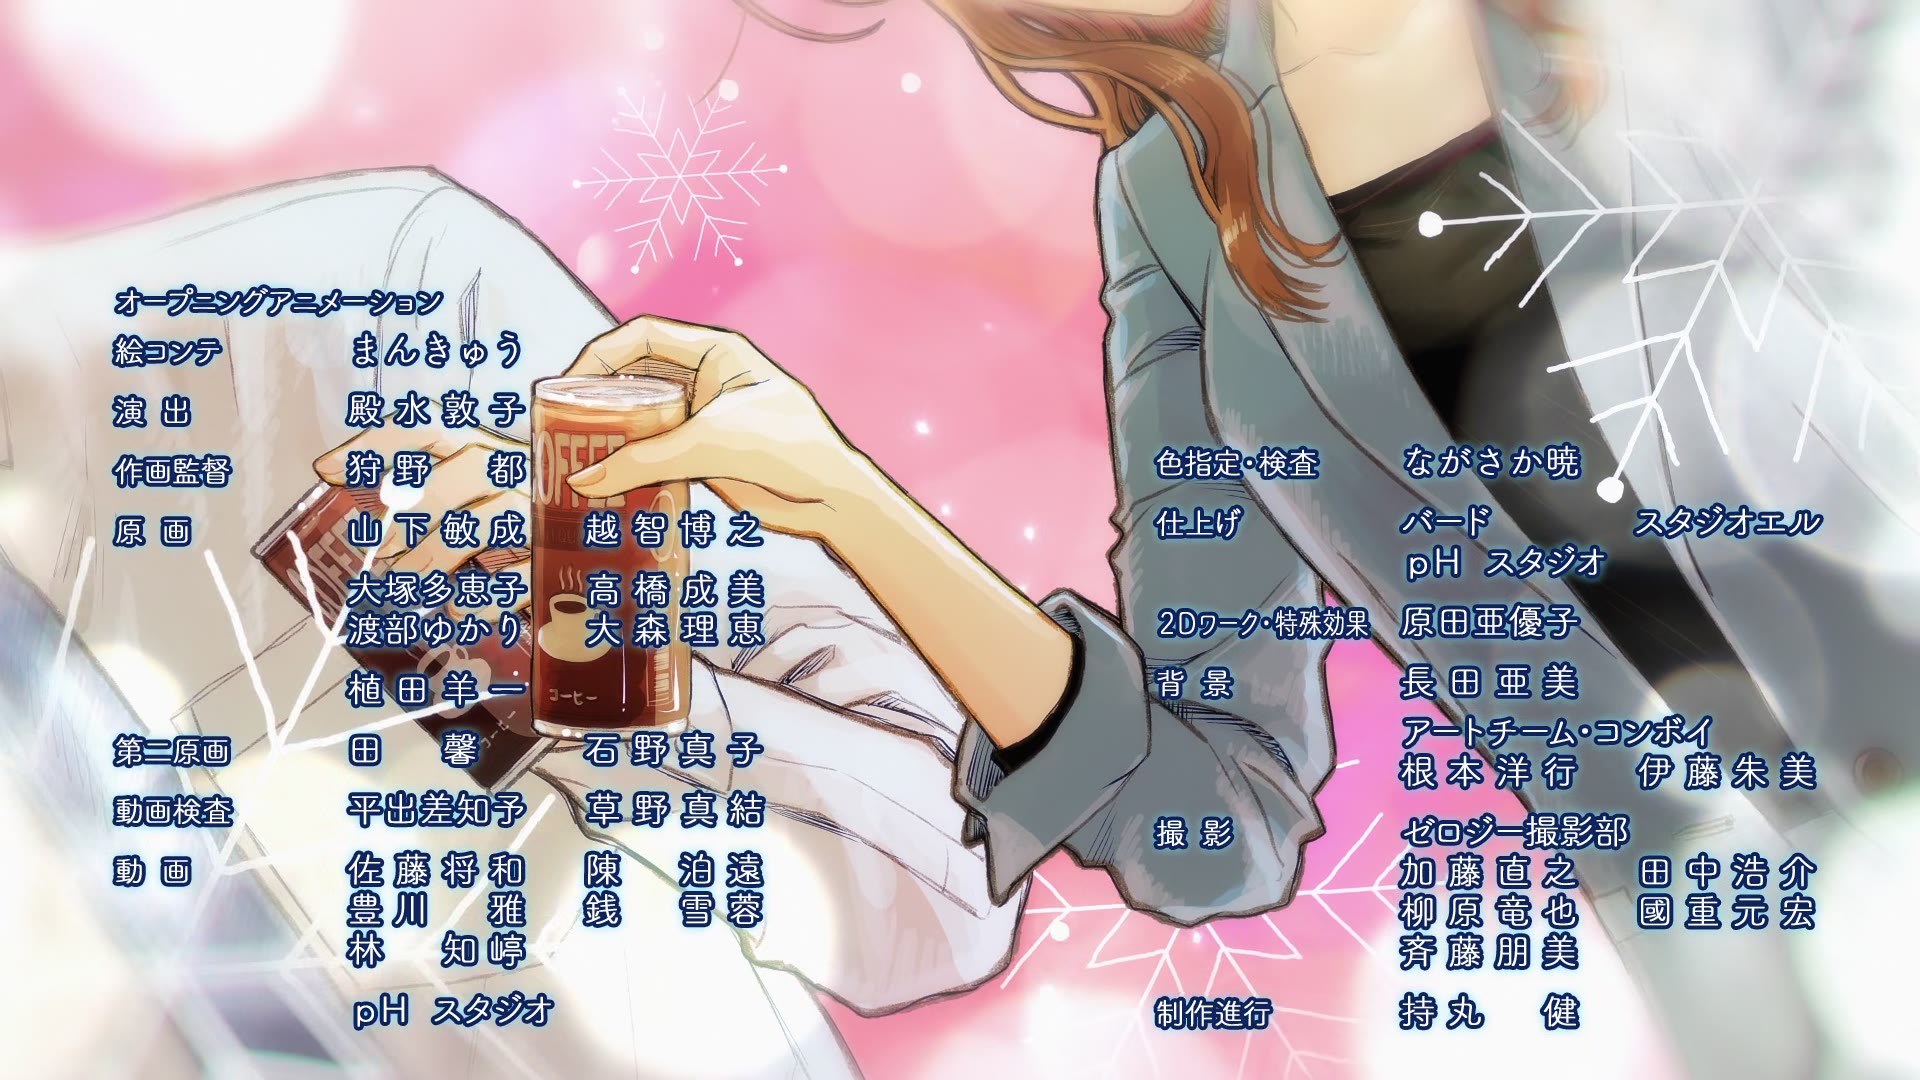 オープニングアニメーション
絵コンテ まんきゅう
演出 殿水敦子
作画監督 狩野都
原画 山下敏成 越智博之
大塚多恵子 高橋成美
渡部ゆかり 大森理恵
植田羊一
第二原画 田馨 石野真子
動画検査 平出差知子 草野真結
動画 佐藤将和 陳泊遠
豊川雅 銭雪蓉
林知崢
pH スタジオ
色指定・検査 ながさか暁
仕上げ バード スタジオエル
pH スタジオ
2Dワーク・特殊効果 原田亜優子
背景 長田亜美
アートチーム・コンボイ
根本洋行 伊藤朱美
撮影 ゼロジー撮影部
加藤直之 田中浩介
柳原竜也 國重元宏
斉藤朋美
制作進行 持丸健
COFFEE
コーヒー
COFFEE
コーヒー